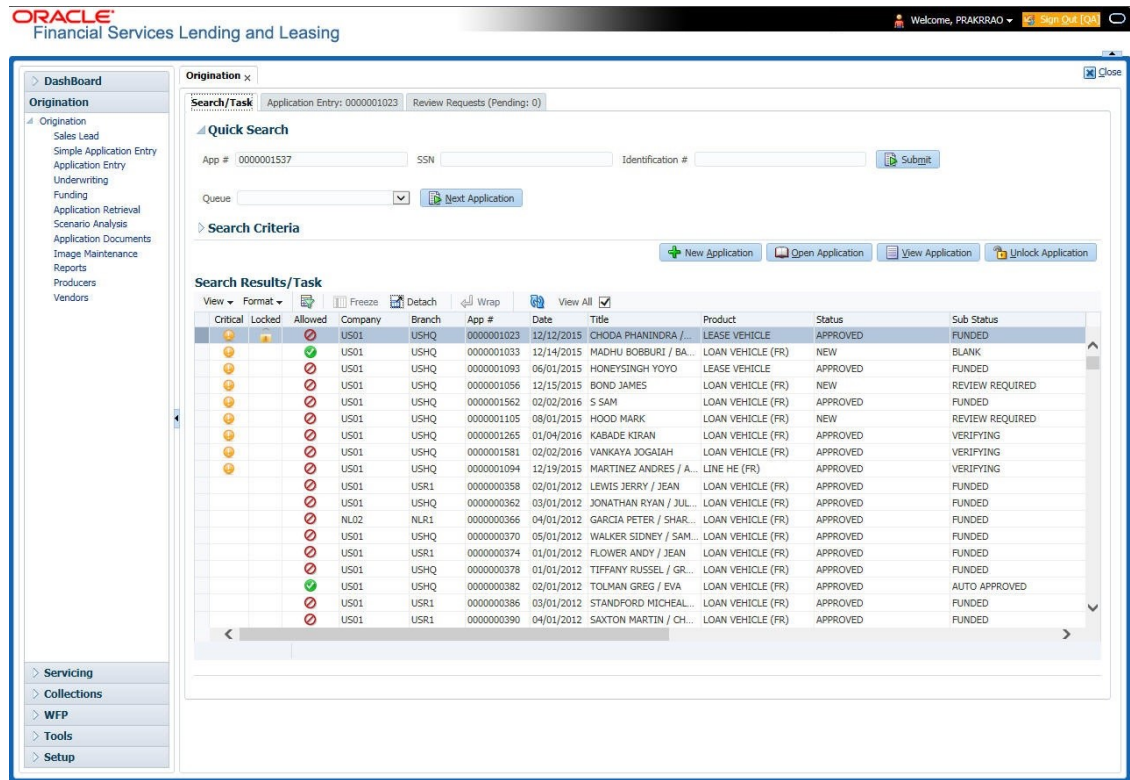 ORACLE
Financial Services Lending and Leasing
Welcome, PRAKRRAO
Sign Out [QA]
Close
DashBoard
Origination
Origination
Sales Lead
Simple Application Entry
Application Entry
Underwriting
Funding
Application Retrieval
Scenario Analysis
Application Documents
Image Maintenance
Reports
Producers
Vendors
Servicing
Collections
WFP
Tools
Setup
Origination x
Search/Task Application Entry: 0000001023 Review Requests (Pending: 0)
Quick Search
App # 0000001537 SSN Identification # Submit
Queue Next Application
Search Criteria
New Application Open Application View Application Unlock Application
Search Results/Task
View Format Freeze Detach Wrap View All
Critical Locked Allowed Company Branch App # Date Title Product Status Sub Status
US01 USHQ 0000001023 12/12/2015 CHODA PHANINDRA /... LEASE VEHICLE APPROVED FUNDED
US01 USHQ 0000001033 12/14/2015 MADHU BOBBURI / BA... LOAN VEHICLE (FR) NEW BLANK
US01 USHQ 0000001093 06/01/2015 HONEYSINGH YOYO LEASE VEHICLE APPROVED FUNDED
US01 USHQ 0000001056 12/15/2015 BOND JAMES LOAN VEHICLE (FR) NEW REVIEW REQUIRED
US01 USHQ 0000001562 02/02/2016 S SAM LOAN VEHICLE (FR) APPROVED FUNDED
US01 USHQ 0000001105 08/01/2015 HOOD MARK LOAN VEHICLE (FR) NEW REVIEW REQUIRED
US01 USHQ 0000001265 01/04/2016 KABADE KIRAN LOAN VEHICLE (FR) APPROVED VERIFYING
US01 USHQ 0000001581 02/02/2016 VANKAYA JOGAIAH LOAN VEHICLE (FR) APPROVED VERIFYING
US01 USHQ 0000001094 12/19/2015 MARTINEZ ANDRES / A... LINE HE (FR) APPROVED VERIFYING
US01 USR1 0000000358 02/01/2012 LEWIS JERRY / JEAN LOAN VEHICLE (FR) APPROVED FUNDED
US01 USHQ 0000000362 03/01/2012 JONATHAN RYAN / JUL... LOAN VEHICLE (FR) APPROVED FUNDED
NL02 NLR1 0000000366 04/01/2012 GARCIA PETER / SHAR... LOAN VEHICLE (FR) APPROVED FUNDED
US01 USHQ 0000000370 05/01/2012 WALKER SIDNEY / SAM... LOAN VEHICLE (FR) APPROVED FUNDED
US01 USR1 0000000374 01/01/2012 FLOWER ANDY / JEAN LOAN VEHICLE (FR) APPROVED FUNDED
US01 USHQ 0000000378 01/01/2012 TIFFANY RUSSEL / GR... LOAN VEHICLE (FR) APPROVED FUNDED
US01 USHQ 0000000382 02/01/2012 TOLMAN GREG / EVA LOAN VEHICLE (FR) APPROVED AUTO APPROVED
US01 USR1 0000000386 03/01/2012 STANDFORD MICHEAL... LOAN VEHICLE (FR) APPROVED FUNDED
US01 USR1 0000000390 04/01/2012 SAXTON MARTIN / CH... LOAN VEHICLE (FR) APPROVED FUNDED